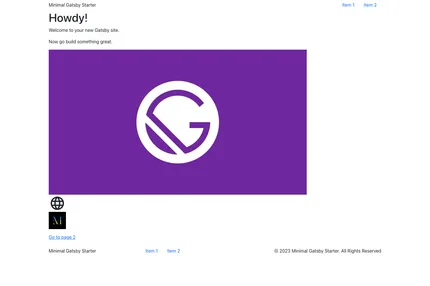 Minimal Gatsby Starter Item 1 Item 2
Howdy!
Welcome to your new Gatsby site.
Now go build something great.
M
Go to page 2
Minimal Gatsby Starter Item 1 Item 2 © 2023 Minimal Gatsby Starter. All Rights Reserved